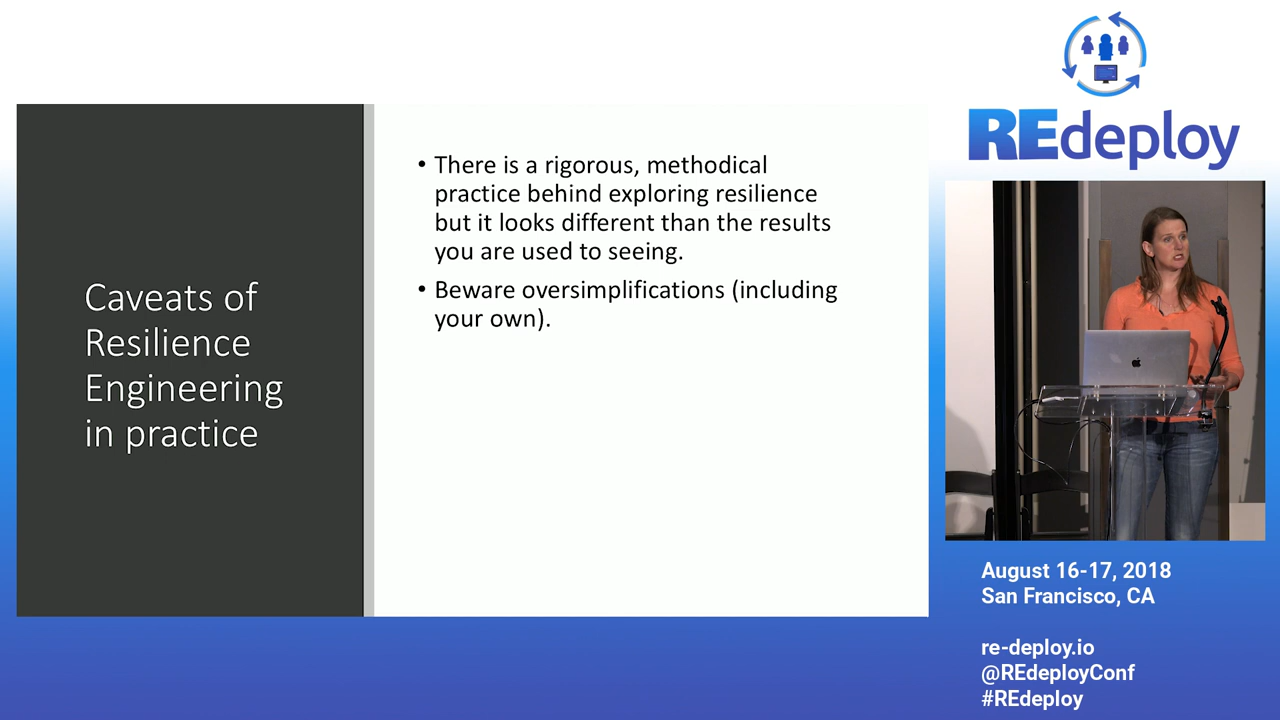 Caveats of
Resilience
Engineering
in practice
• There is a rigorous, methodical
practice behind exploring resilience
but it looks different than the results
you are used to seeing.
• Beware oversimplifications (including
your own).
REdeploy
August 16-17, 2018
San Francisco, CA
re-deploy.io
@REdeployConf
#REdeploy